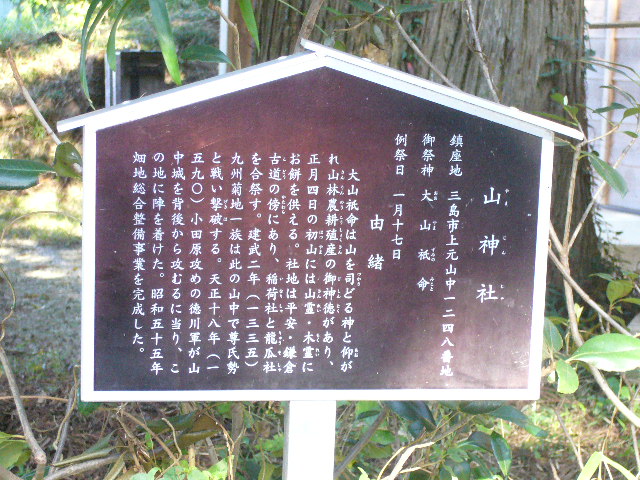 山神社
鎮座地 三島市上元山中一二四八番地
御祭神 大山祇命
例祭日 一月十七日
由緒
大山祇命は山を司どる神と仰が
れ山林農耕殖産の御神徳があり、
正月四日の初山には山霊・木霊に
お餅を供える。社地は平安・鎌倉
古道の傍にあり、稲荷社と龍瓜社
を合祭す。建武二年(一三三五)
九州菊地一族は此の山中で尊氏勢
と戦い撃破する。天正十八年(一
五九〇)小田原攻めの徳川軍が山
中城を背後から攻むるに当り、こ
の地に陣を着けた。昭和五十五年
畑地総合整備事業を完成した。